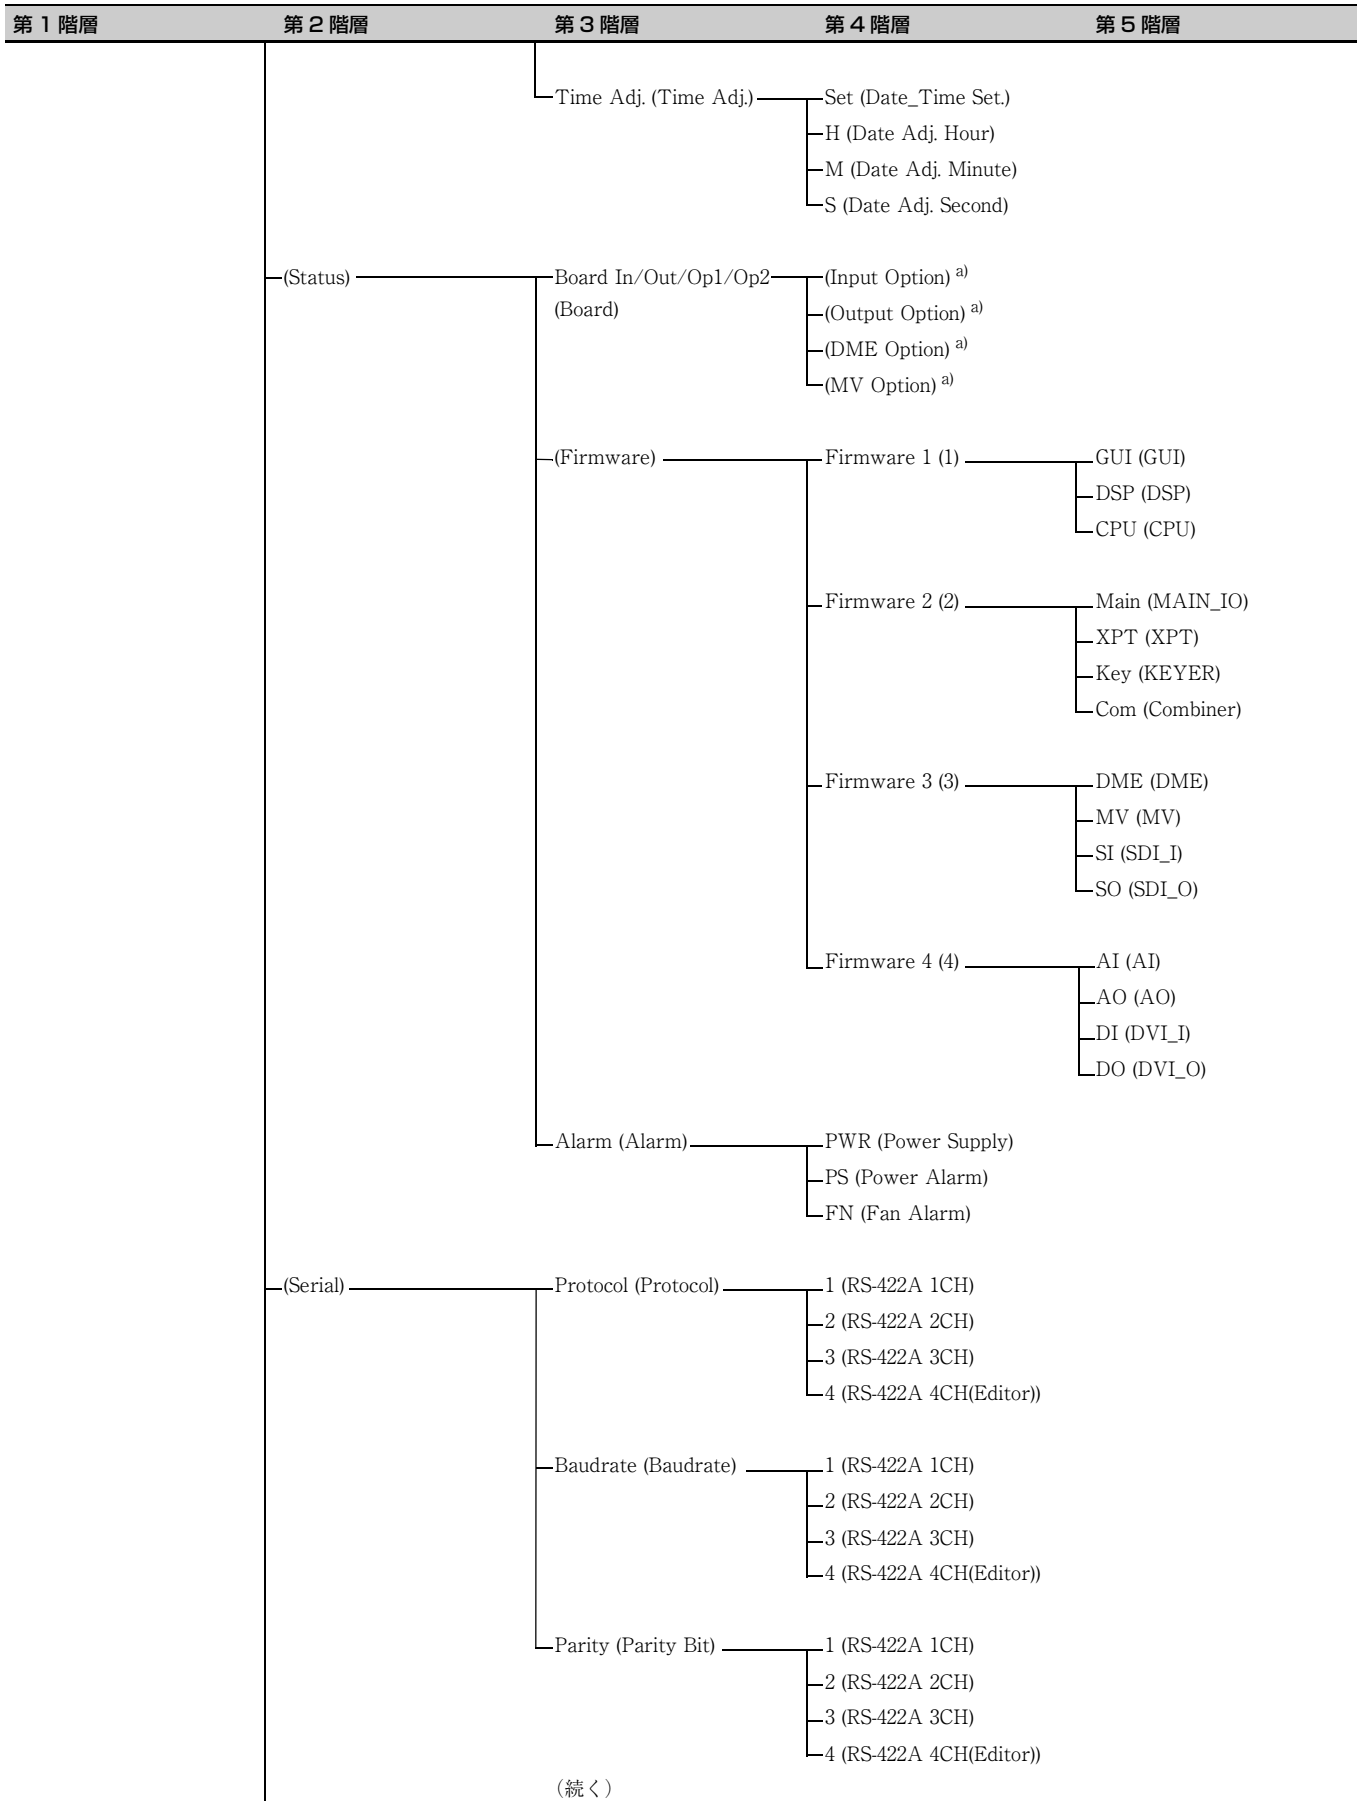 第 1 階層 第 2 階層 第 3 階層 第 4 階層 第 5 階層
Time Adj. (Time Adj.) Set (Date_Time Set.)
H (Date Adj. Hour)
M (Date Adj. Minute)
S (Date Adj. Second)
(Status) Board In/Out/Op1/Op2 (Input Option) a)
(Board) (Output Option) a)
(DME Option) a)
(MV Option) a)
(Firmware) Firmware 1 (1) GUI (GUI)
DSP (DSP)
CPU (CPU)
Firmware 2 (2) Main (MAIN_IO)
XPT (XPT)
Key (KEYER)
Com (Combiner)
Firmware 3 (3) DME (DME)
MV (MV)
SI (SDI_I)
SO (SDI_O)
Firmware 4 (4) AI (AI)
AO (AO)
DI (DVI_I)
DO (DVI_O)
Alarm (Alarm) PWR (Power Supply)
PS (Power Alarm)
FN (Fan Alarm)
(Serial) Protocol (Protocol) 1 (RS-422A 1CH)
2 (RS-422A 2CH)
3 (RS-422A 3CH)
4 (RS-422A 4CH(Editor))
Baudrate (Baudrate) 1 (RS-422A 1CH)
2 (RS-422A 2CH)
3 (RS-422A 3CH)
4 (RS-422A 4CH(Editor))
Parity (Parity Bit) 1 (RS-422A 1CH)
2 (RS-422A 2CH)
3 (RS-422A 3CH)
4 (RS-422A 4CH(Editor))
（続く）